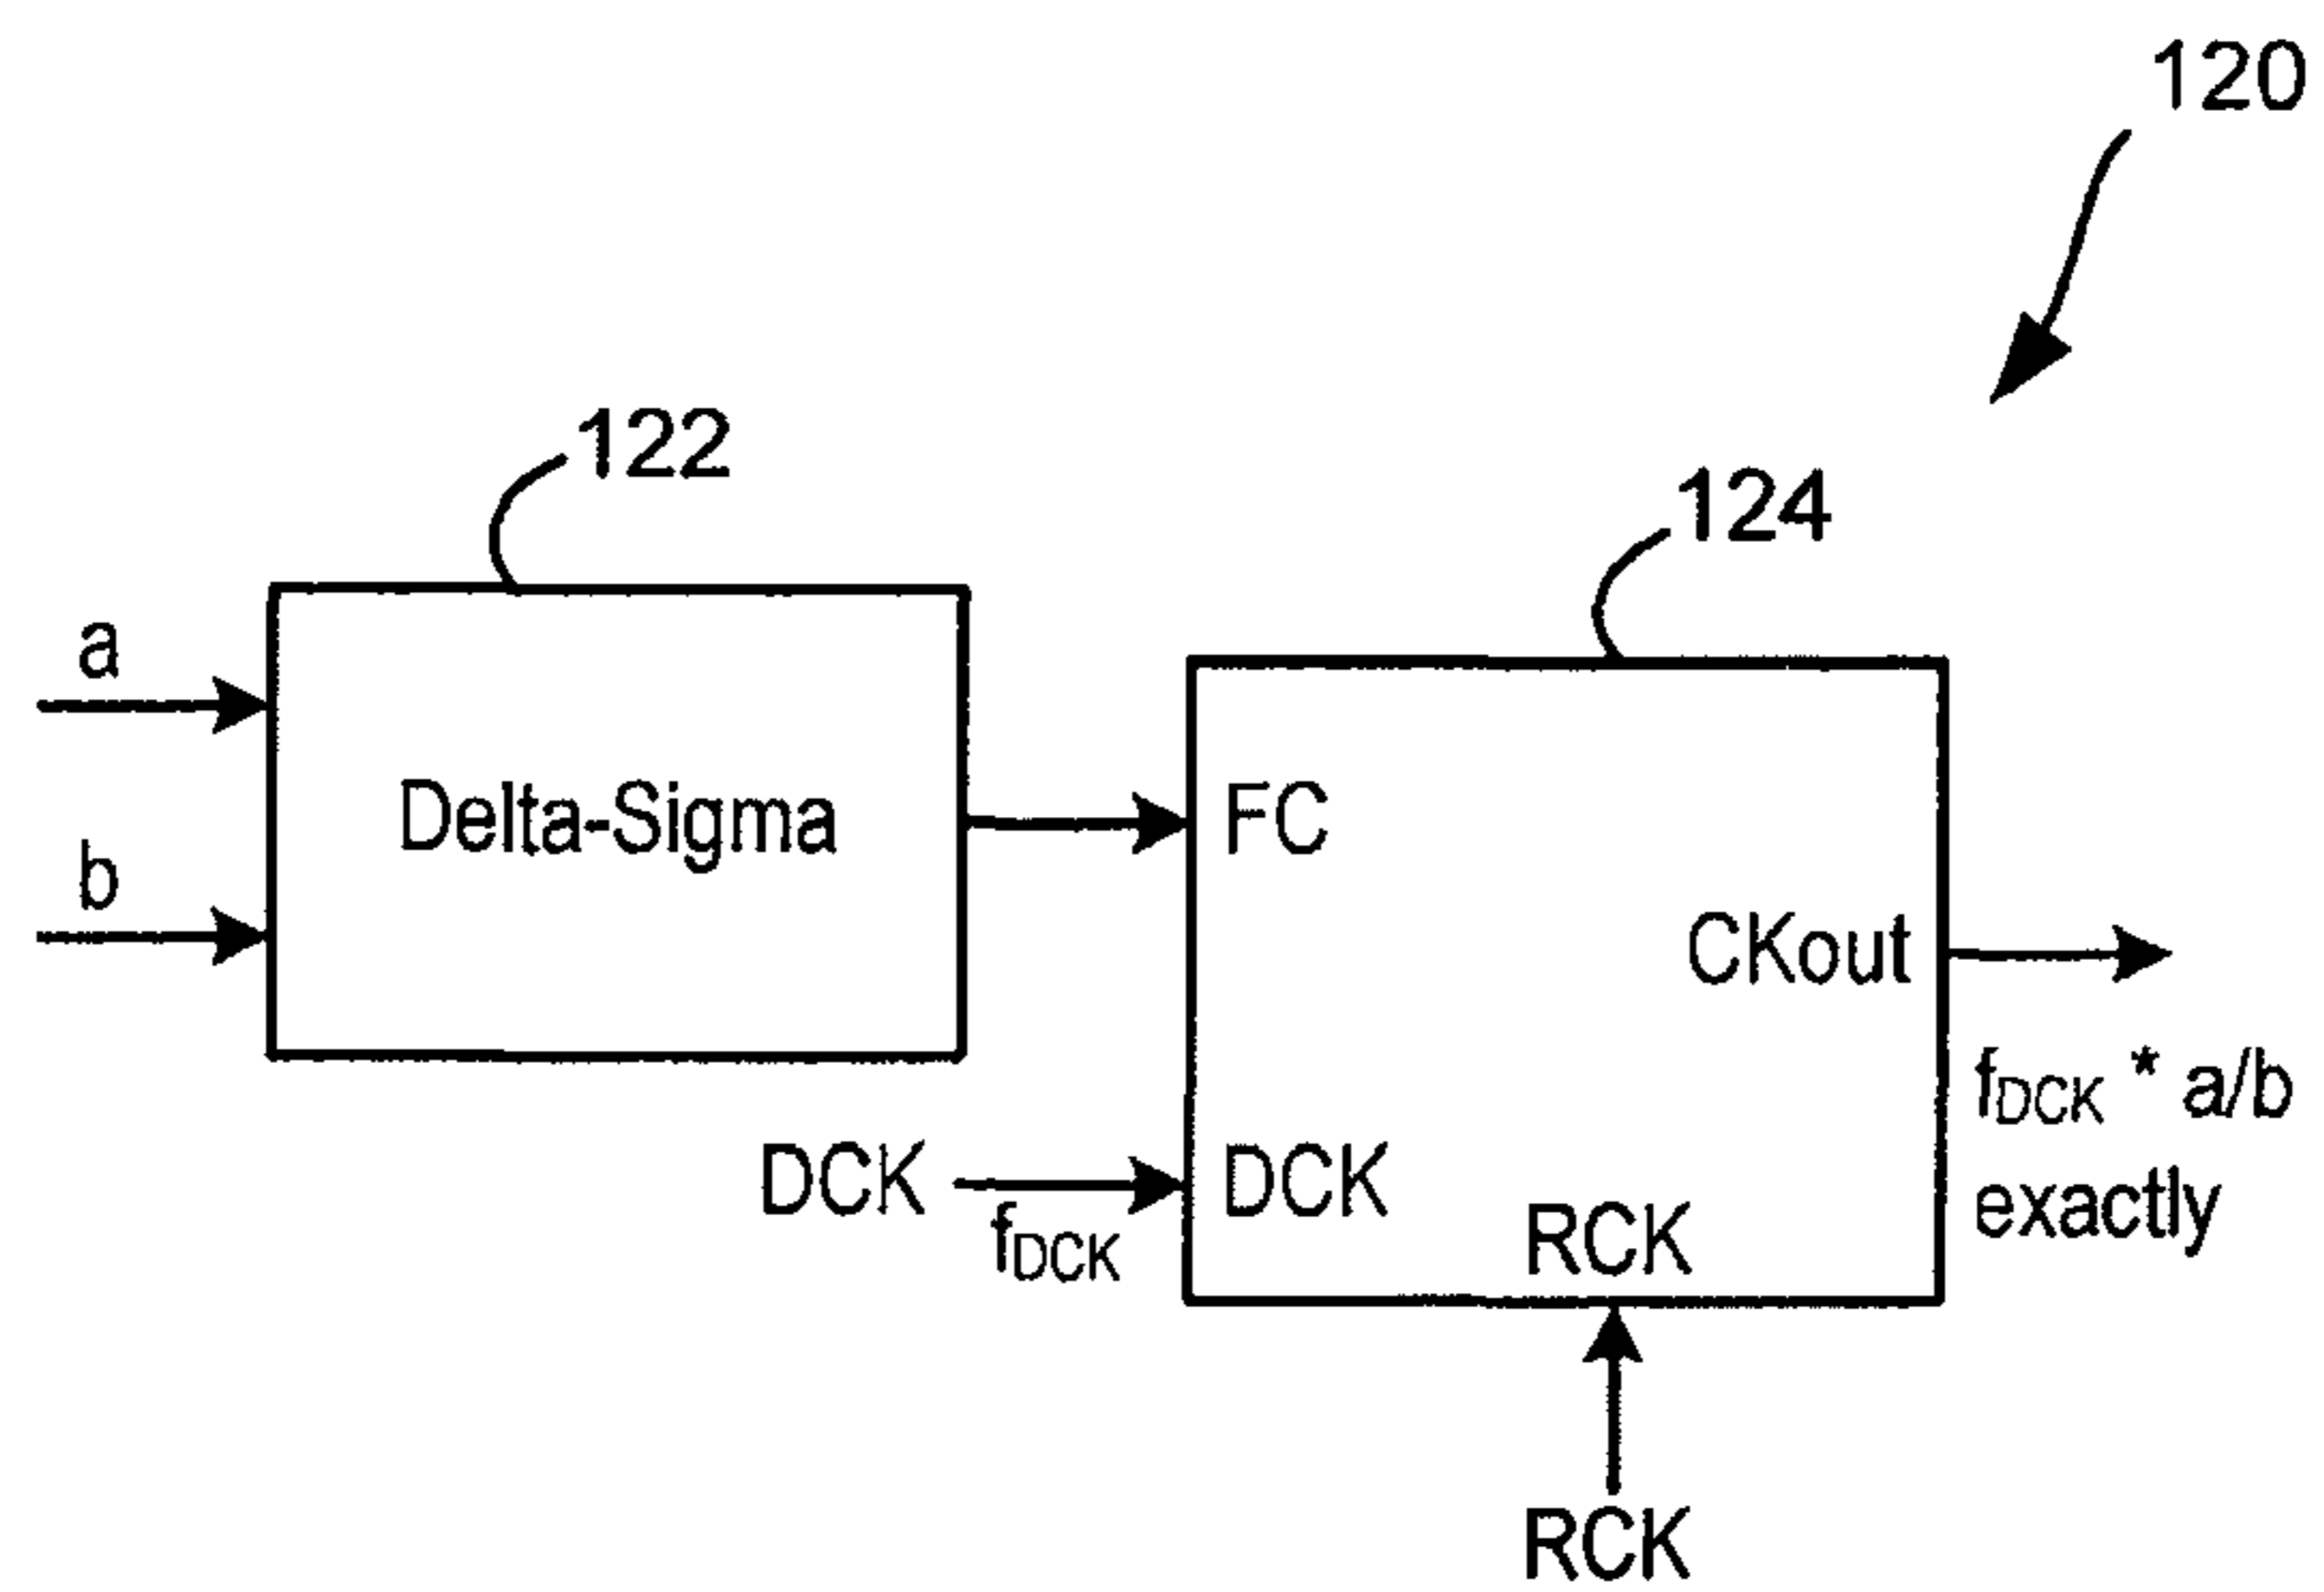 120
122
124
a
Delta-Sigma
b
FC
CKout
fDCK * a/b
exactly
DCK
fDCK
DCK
RCK
RCK